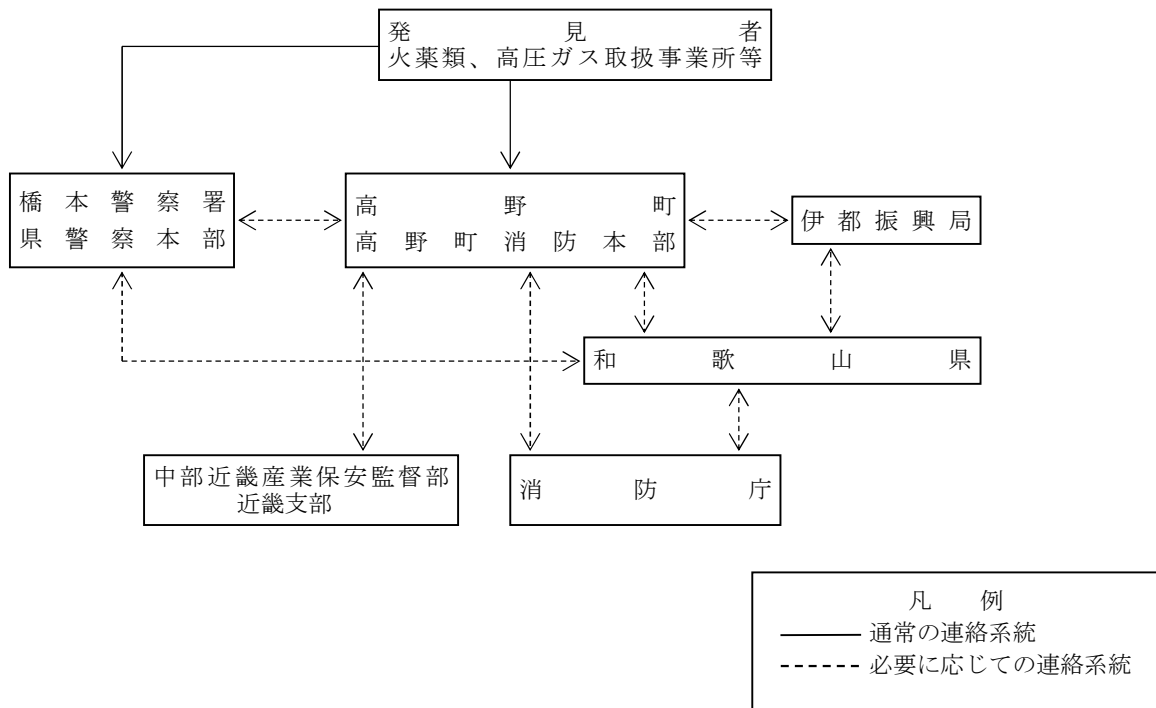 発見者
火薬類、高圧ガス取扱事業所等
橋本警察署
県警察本部
高野町
高野町消防本部
伊都振興局
和歌山県
中部近畿産業保安監督部
近畿支部
消防庁
凡例
通常の連絡系統
必要に応じての連絡系統